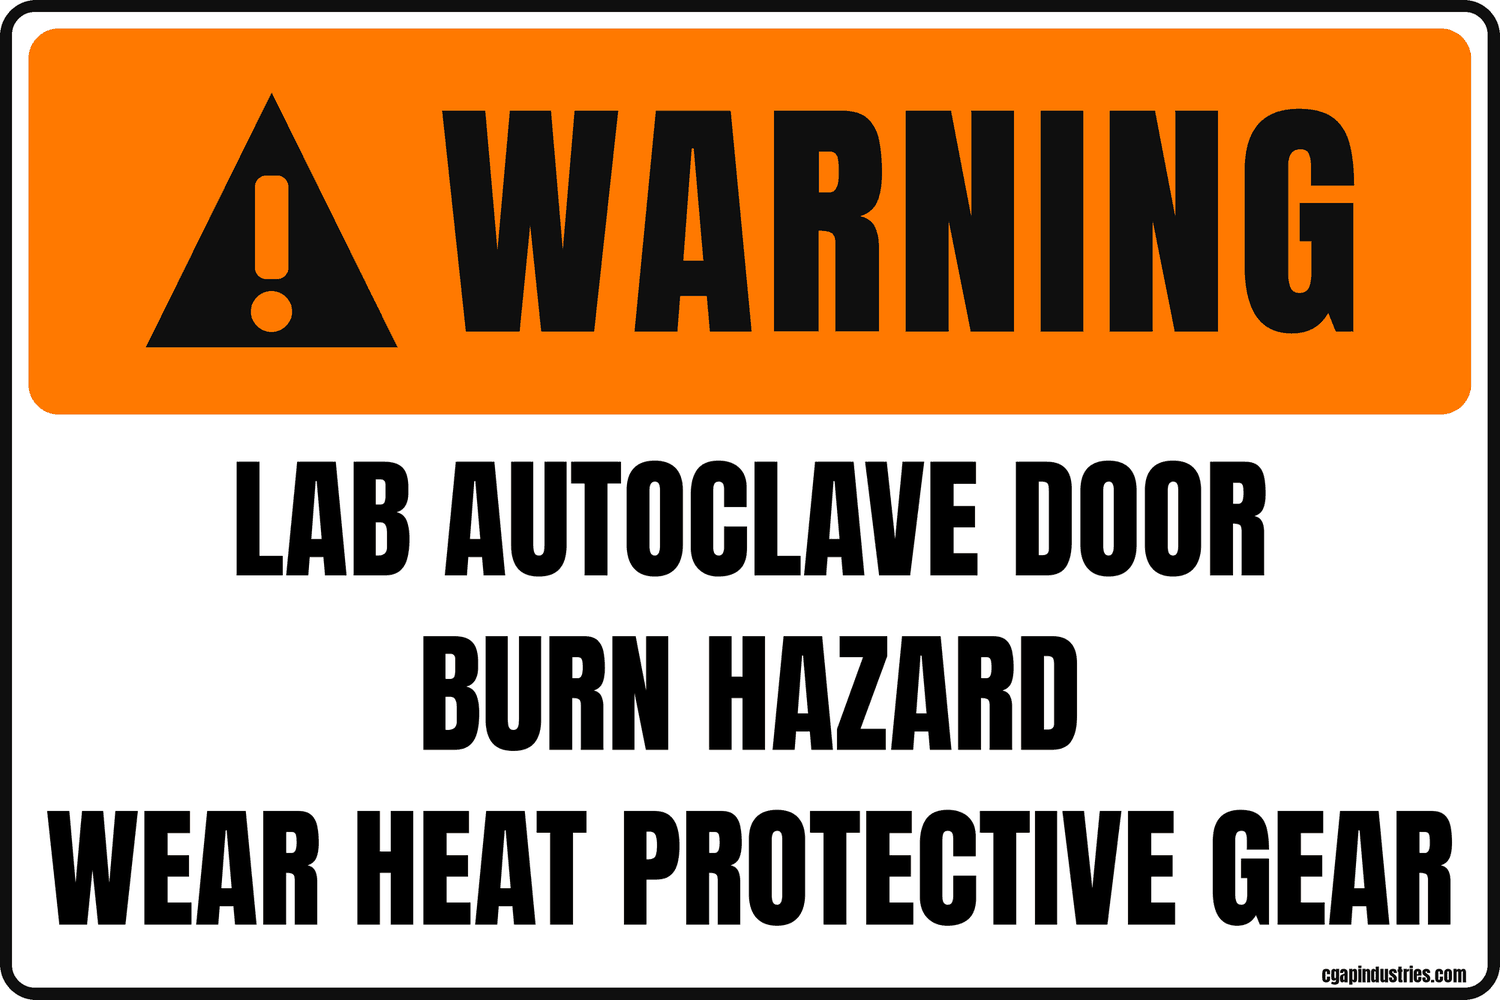 WARNING
LAB AUTOCLAVE DOOR
BURN HAZARD
WEAR HEAT PROTECTIVE GEAR
cgapindustries.com